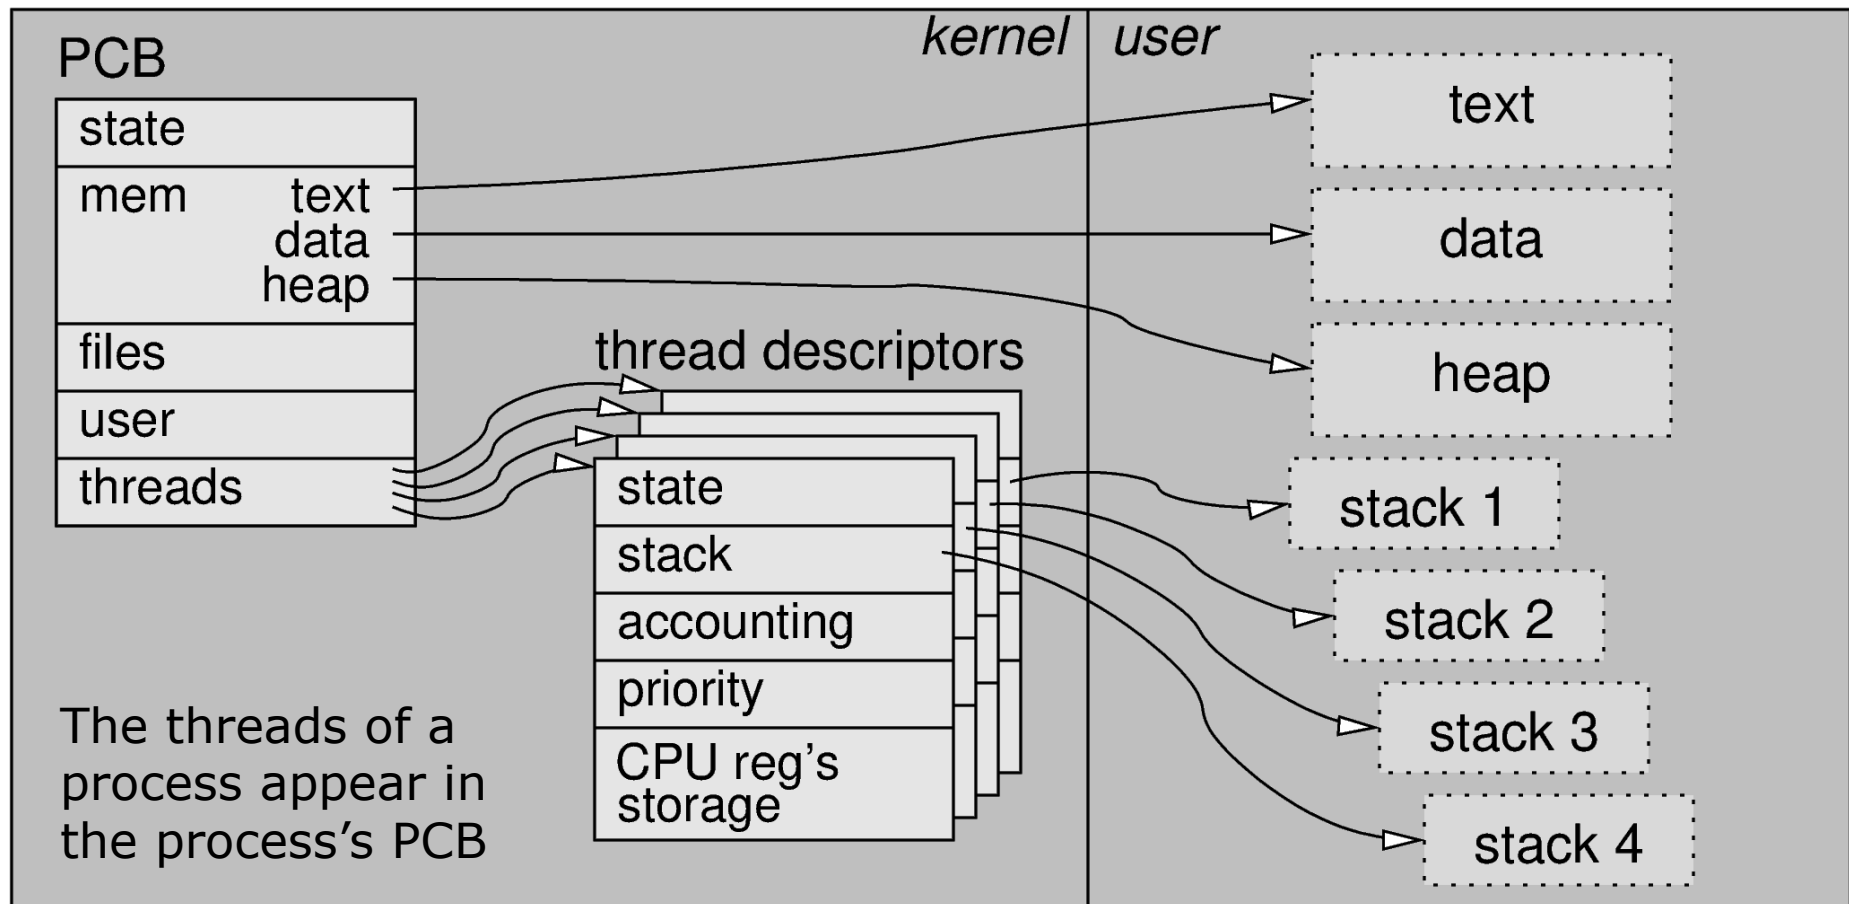 kernel
user
PCB
state
mem text
data
heap
files
user
threads
thread descriptors
state
stack
accounting
priority
CPU reg's
storage
text
data
heap
stack 1
stack 2
stack 3
stack 4
The threads of a
process appear in
the process’s PCB